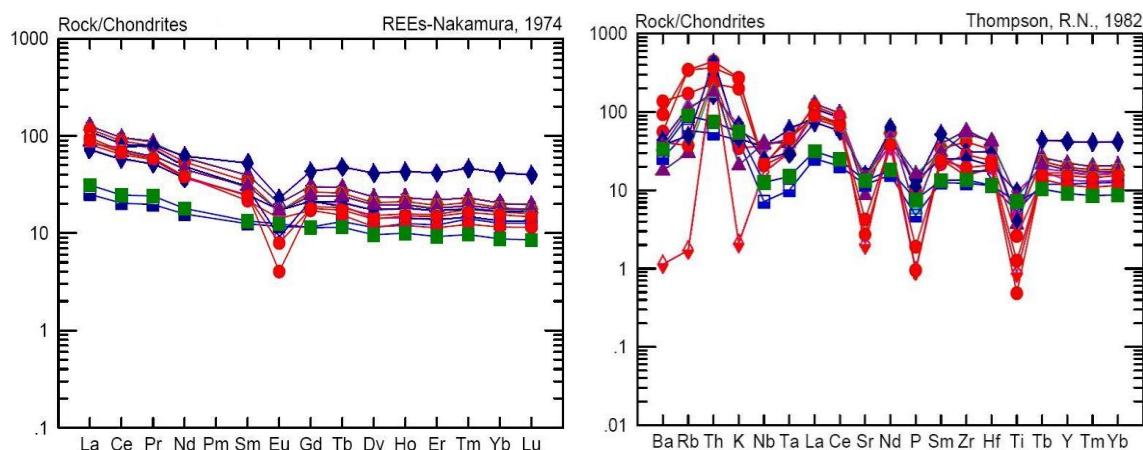 Rock/Chondrites REEs-Nakamura, 1974
1000
100
10
1
.1
La Ce Pr Nd Pm Sm Eu Gd Tb Dy Ho Er Tm Yb Lu
Rock/Chondrites Thompson, R.N., 1982
1000
100
10
1
.1
.01
Ba Rb Th K Nb Ta La Ce Sr Nd P Sm Zr Hf Ti Tb Y Tm Yb